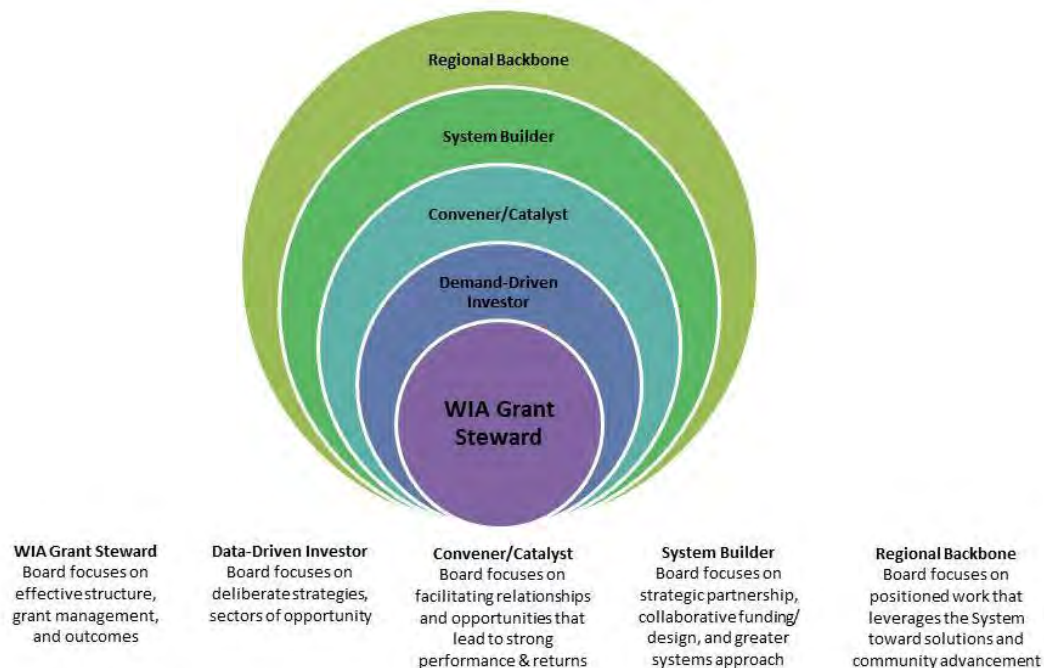 Regional Backbone
System Builder
Convener/Catalyst
Demand-Driven
Investor
WIA Grant
Steward
WIA Grant Steward
Board focuses on
effective structure,
grant management,
and outcomes
Data-Driven Investor
Board focuses on
deliberate strategies,
sectors of opportunity
Convener/Catalyst
Board focuses on
facilitating relationships
and opportunities that
lead to strong
performance & returns
System Builder
Board focuses on
strategic partnership,
collaborative funding/
design, and greater
systems approach
Regional Backbone
Board focuses on
positioned work that
leverages the System
toward solutions and
community advancement